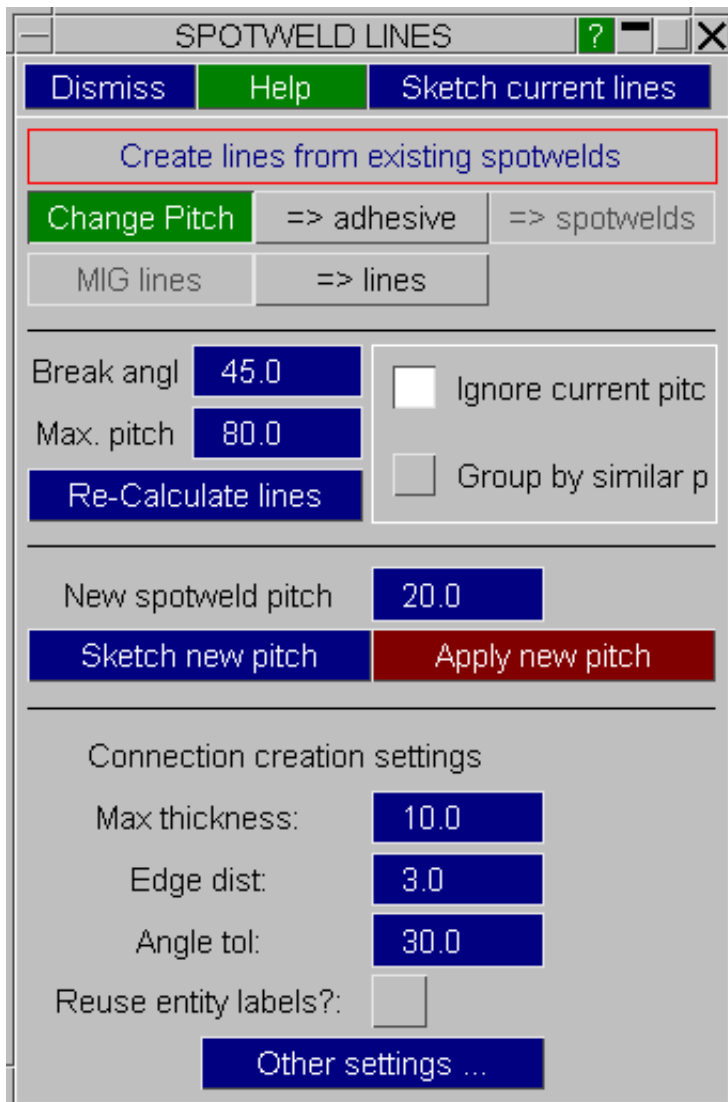 SPOTWELD LINES ?
Dismiss Help Sketch current lines
Create lines from existing spotwelds
Change Pitch => adhesive => spotwelds
MIG lines => lines
Break angl 45.0
Ignore current pitc
Max. pitch 80.0
Group by similar p
Re-Calculate lines
New spotweld pitch 20.0
Sketch new pitch Apply new pitch
Connection creation settings
Max thickness: 10.0
Edge dist: 3.0
Angle tol: 30.0
Reuse entity labels?:
Other settings ...